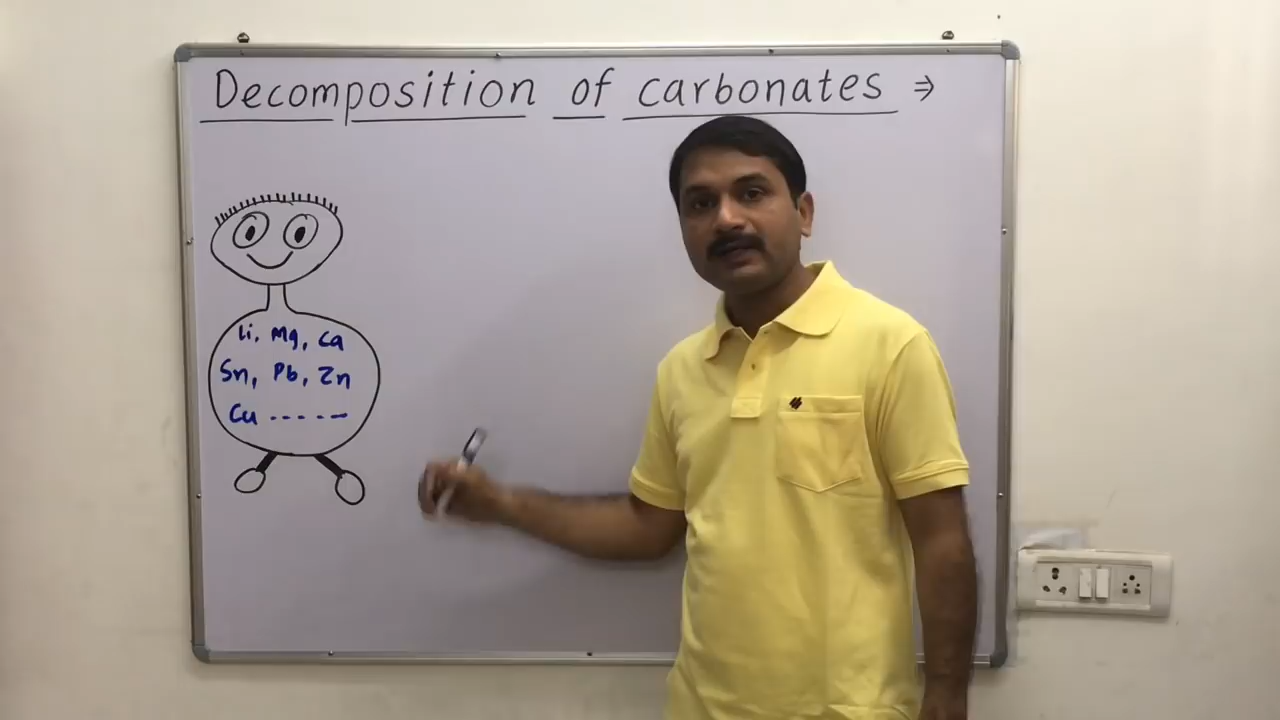 Decomposition of carbonates ⇒
Li, Mg, Ca
Sn, Pb, Zn
Cu -----